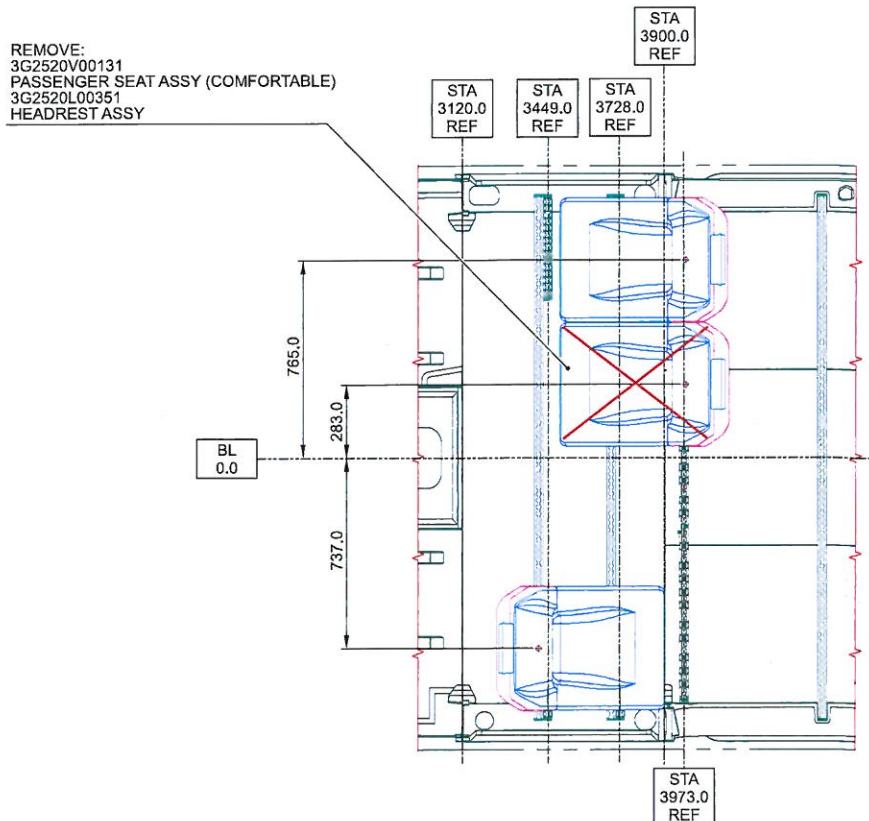 STA
3900.0
REF
REMOVE:
3G2520V00131
PASSENGER SEAT ASSY (COMFORTABLE)
3G2520L00351
HEADREST ASSY
STA
3120.0
REF
STA
3449.0
REF
STA
3728.0
REF
765.0
283.0
BL
0.0
737.0
STA
3973.0
REF